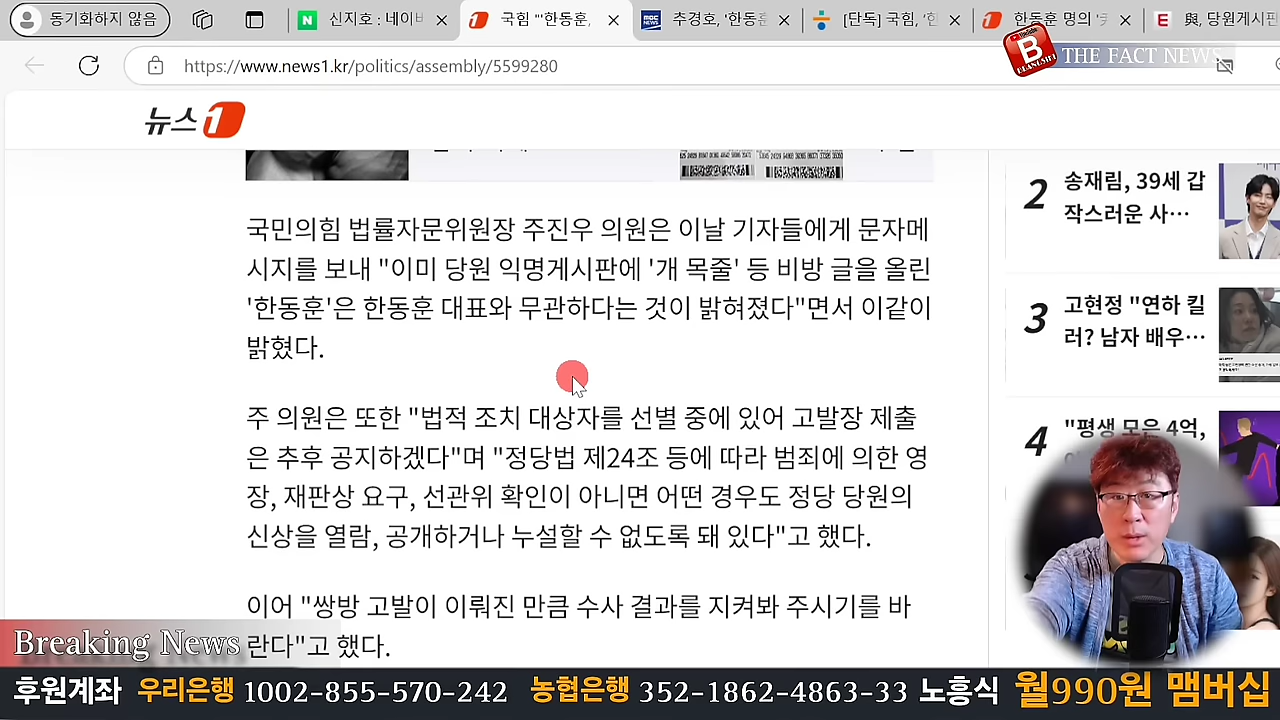 동기화하지 않음
신지호 : 네이버
국힘 "'한동훈,
추경호, '한동훈
[단독] 국힘, '한
한동훈 명의 '
與, 당원게시판
https://www.news1.kr/politics/assembly/5599280
THE FACT NEWS
뉴스1
국민의힘 법률자문위원장 주진우 의원은 이날 기자들에게 문자메
시지를 보내 "이미 당원 익명게시판에 '개 목줄' 등 비방 글을 올린
'한동훈'은 한동훈 대표와 무관하다는 것이 밝혀졌다"면서 이같이
밝혔다.
주 의원은 또한 "법적 조치 대상자를 선별 중에 있어 고발장 제출
은 추후 공지하겠다"며 "정당법 제24조 등에 따라 범죄에 의한 영
장, 재판상 요구, 선관위 확인이 아니면 어떤 경우도 정당 당원의
신상을 열람, 공개하거나 누설할 수 없도록 돼 있다"고 했다.
이어 "쌍방 고발이 이뤄진 만큼 수사 결과를 지켜봐 주시기를 바
란다"고 했다.
2 송재림, 39세 갑
작스러운 사…
3 고현정 "연하 킬
러? 남자 배우…
4 "평생 모은 4억,
Breaking News
후원계좌 우리은행 1002-855-570-242 농협은행 352-1862-4863-33 노흥식 월990원 맴버십